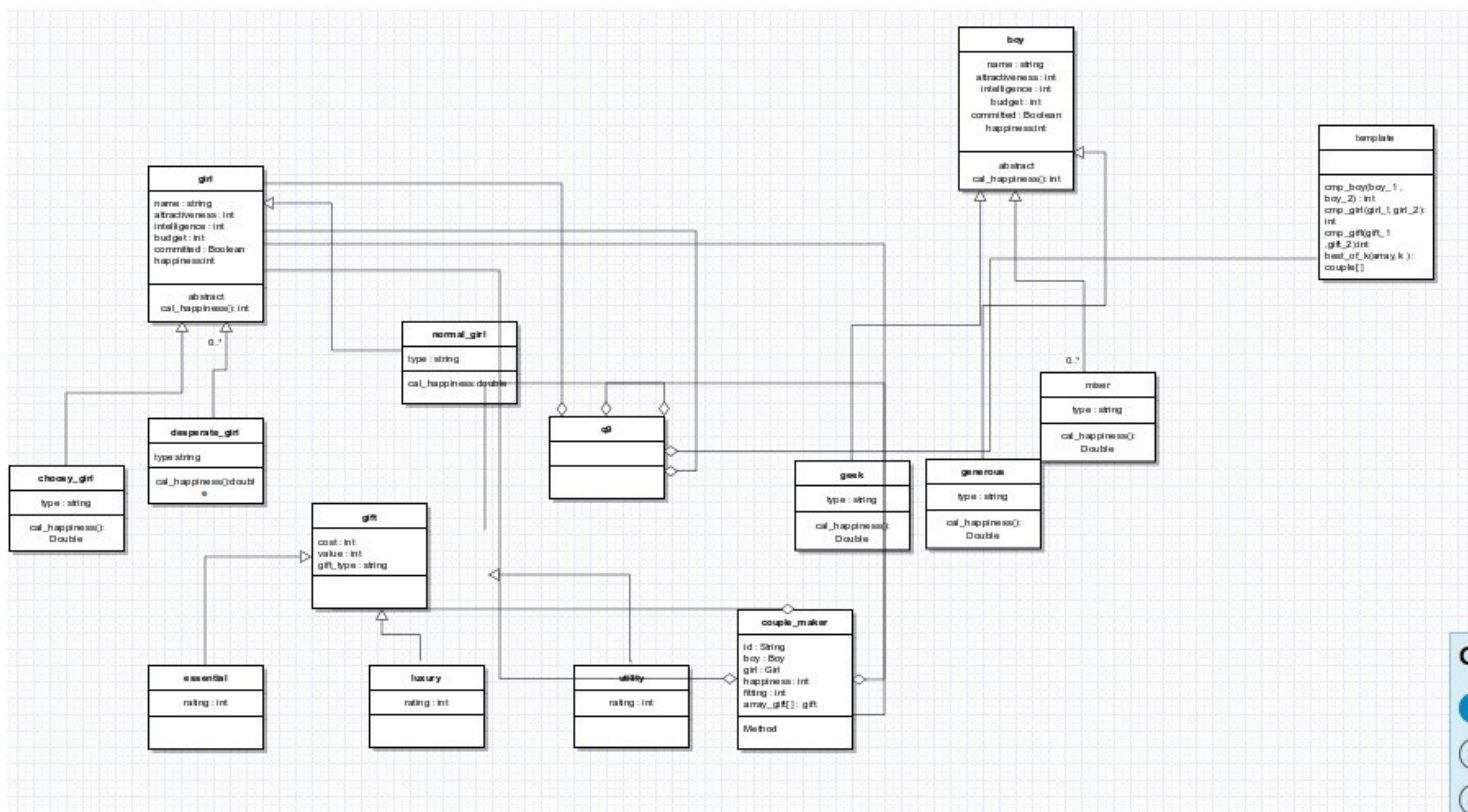 boy
name : string
attractiveness : int
intelligence : int
budget : int
committed : Boolean
happiness:int
abstract
cal_happiness(): int
template
cmp_boy(boy_1 ,
boy_2) : int
cmp_girl(girl_1, girl_2):
int
cmp_gift(gift_1
,gift_2):int
best_of_k(array, k ) :
couple[]
girl
name : string
attractiveness : int
intelligence : int
budget : int
committed : Boolean
happiness:int
abstract
cal_happiness(): int
0..*
normal_girl
type : string
cal_happiness:double
0..*
miser
type : string
cal_happiness():
Double
desperate_girl
type:string
cal_happiness():doubl
e
q9
choosy_girl
type : string
cal_happiness():
Double
geek
type : string
cal_happiness():
Double
generous
type : string
cal_happiness():
Double
gift
cost : int
value : int
gift_type : string
couple_maker
id : String
boy : Boy
girl : Girl
happiness : int
fitting : int
array_gift[ ] : gift
Method
essential
rating : int
luxury
rating : int
utility
rating : int